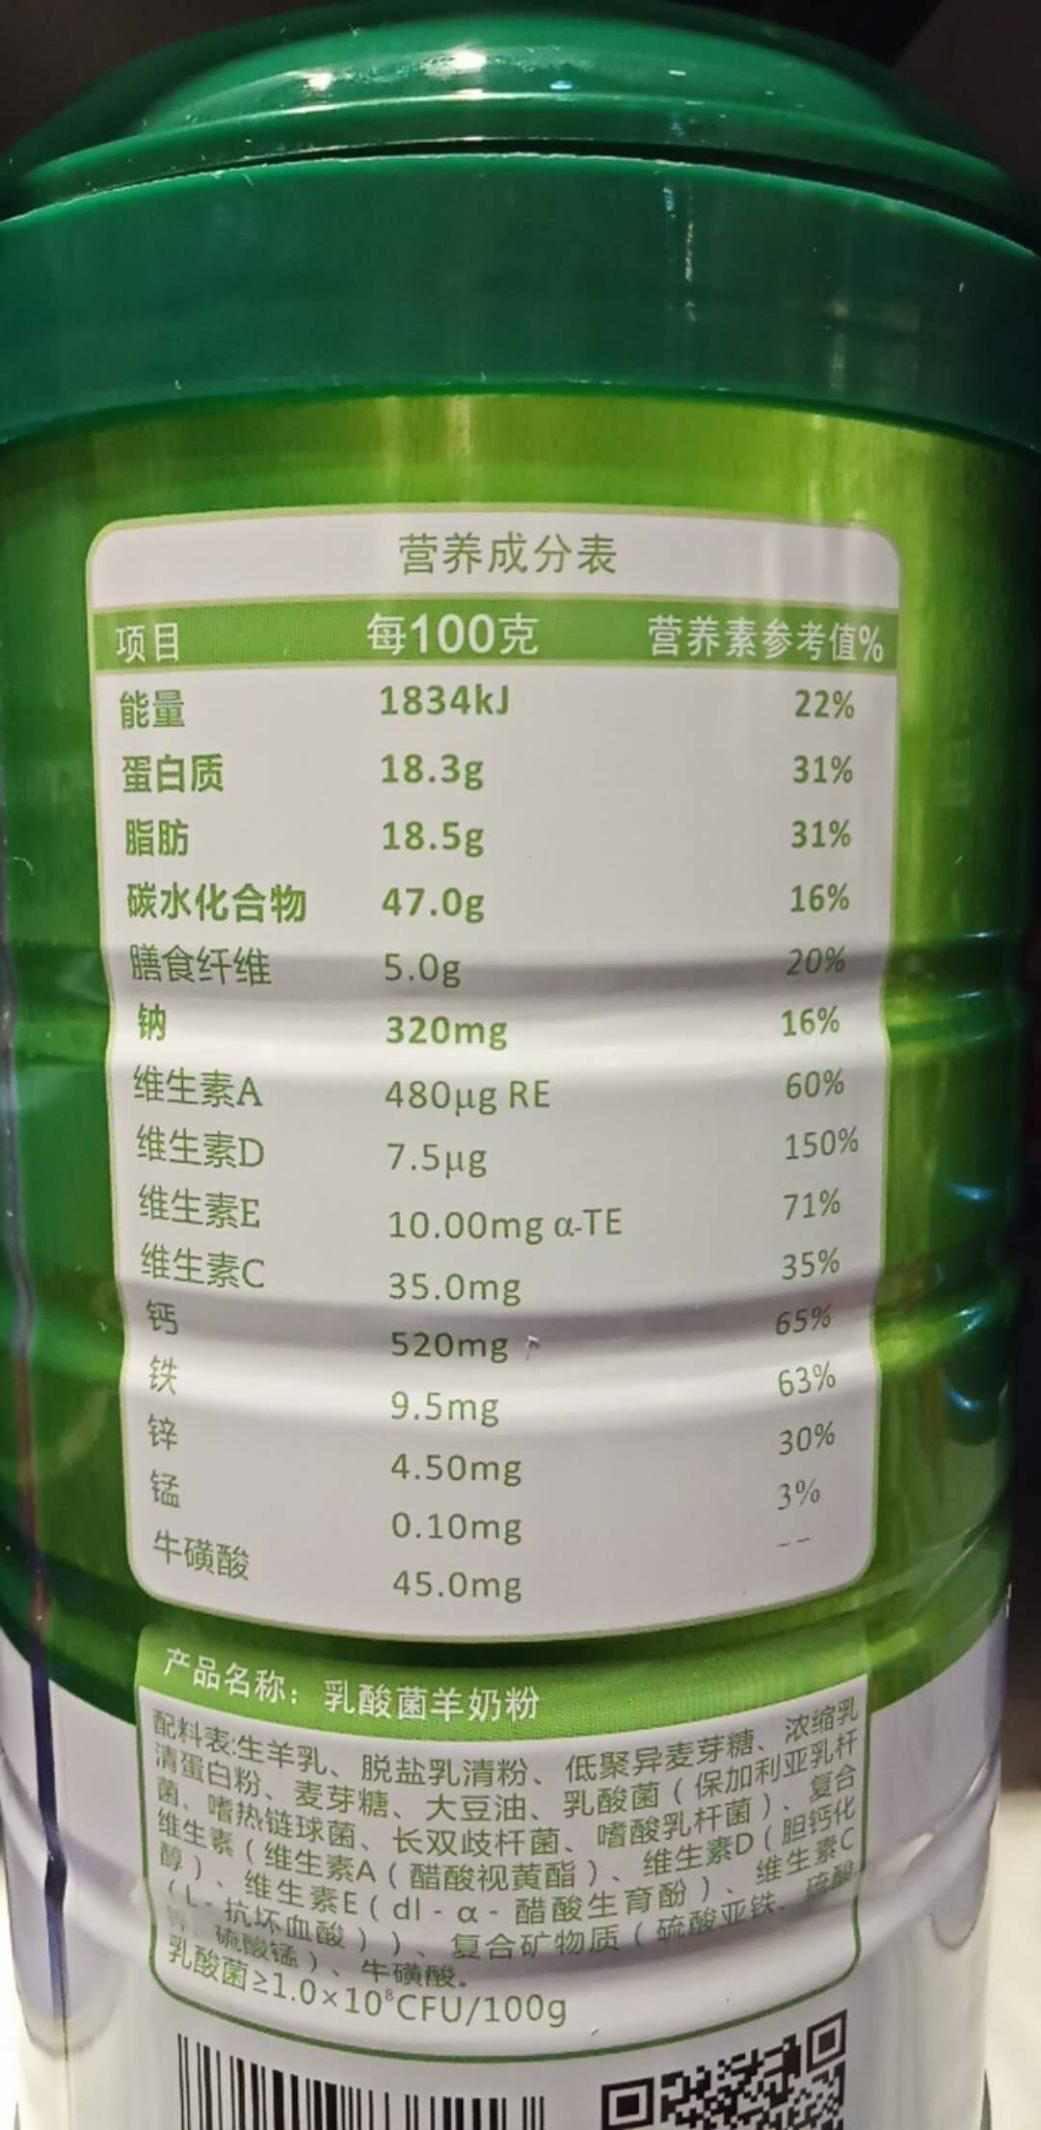 营养成分表
项目 每100克 营养素参考值%
能量 1834kJ 22%
蛋白质 18.3g 31%
脂肪 18.5g 31%
碳水化合物 47.0g 16%
膳食纤维 5.0g 20%
钠 320mg 16%
维生素A 480μg RE 60%
维生素D 7.5μg 150%
维生素E 10.00mg α-TE 71%
维生素C 35.0mg 35%
钙 520mg 65%
铁 9.5mg 63%
锌 4.50mg 30%
锰 0.10mg 3%
牛磺酸 45.0mg --
产品名称：乳酸菌羊奶粉
配料表:生羊乳、脱盐乳清粉、低聚异麦芽糖、浓缩乳
清蛋白粉、麦芽糖、大豆油、乳酸菌（保加利亚乳杆
菌、嗜热链球菌、长双歧杆菌、嗜酸乳杆菌）、复合
维生素（维生素A（醋酸视黄酯）、维生素D（胆钙化
醇）、维生素E（dl-α-醋酸生育酚）、维生素C
（L-抗坏血酸））、复合矿物质（硫酸亚铁、硫酸
锌、硫酸锰）、牛磺酸。
乳酸菌≥1.0×10⁸CFU/100g